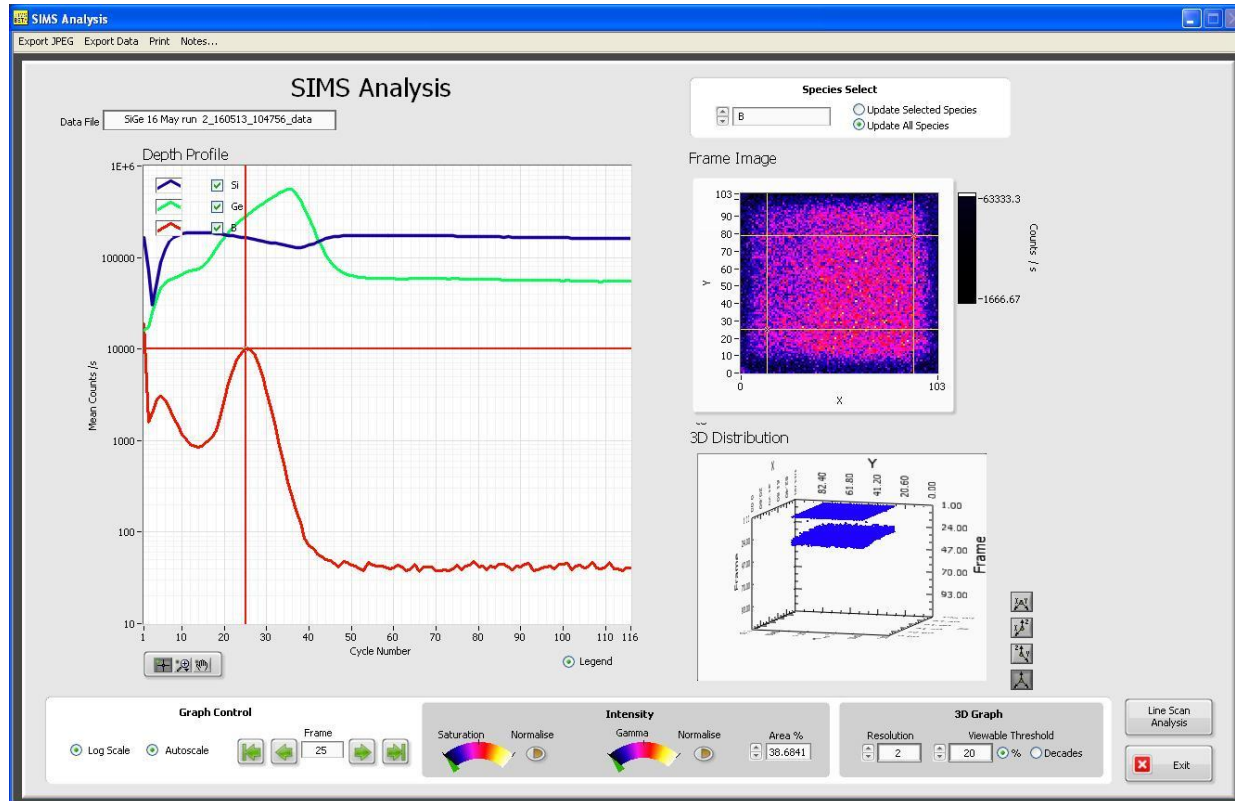 SIMS Analysis
Export JPEG Export Data Print Notes...
SIMS Analysis
Data File SiGe 16 May run 2_160513_104756_data
Species Select
B
Update Selected Species
Update All Species
Depth Profile
Si
Ge
B
1E+6
100000
10000
1000
100
10
Mean Counts /s
1 10 20 30 40 50 60 70 80 90 100 110 116
Cycle Number
Legend
Frame Image
103
90
80
70
60
50
40
30
20
10
0
Y
0 103
X
63333.3
1666.67
Counts / s
3D Distribution
Y
82.40 61.80 41.20 20.60 0.00
1.00
24.00
47.00
70.00
93.00
Frame
Frame
Graph Control
Log Scale Autoscale
Frame
25
Intensity
Saturation Normalise Gamma Normalise Area %
38.6841
3D Graph
Resolution Viewable Threshold
2 20 % Decades
Line Scan
Analysis
Exit